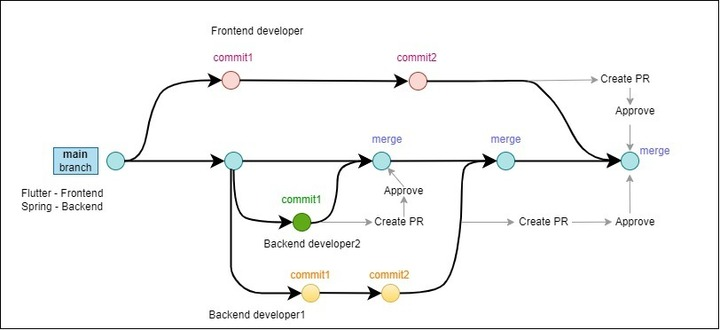 Frontend developer
commit1
commit2
Create PR
Approve
main
branch
merge
merge
merge
Flutter - Frontend
Spring - Backend
commit1
Approve
Create PR
Create PR
Approve
Backend developer2
commit1
commit2
Backend developer1